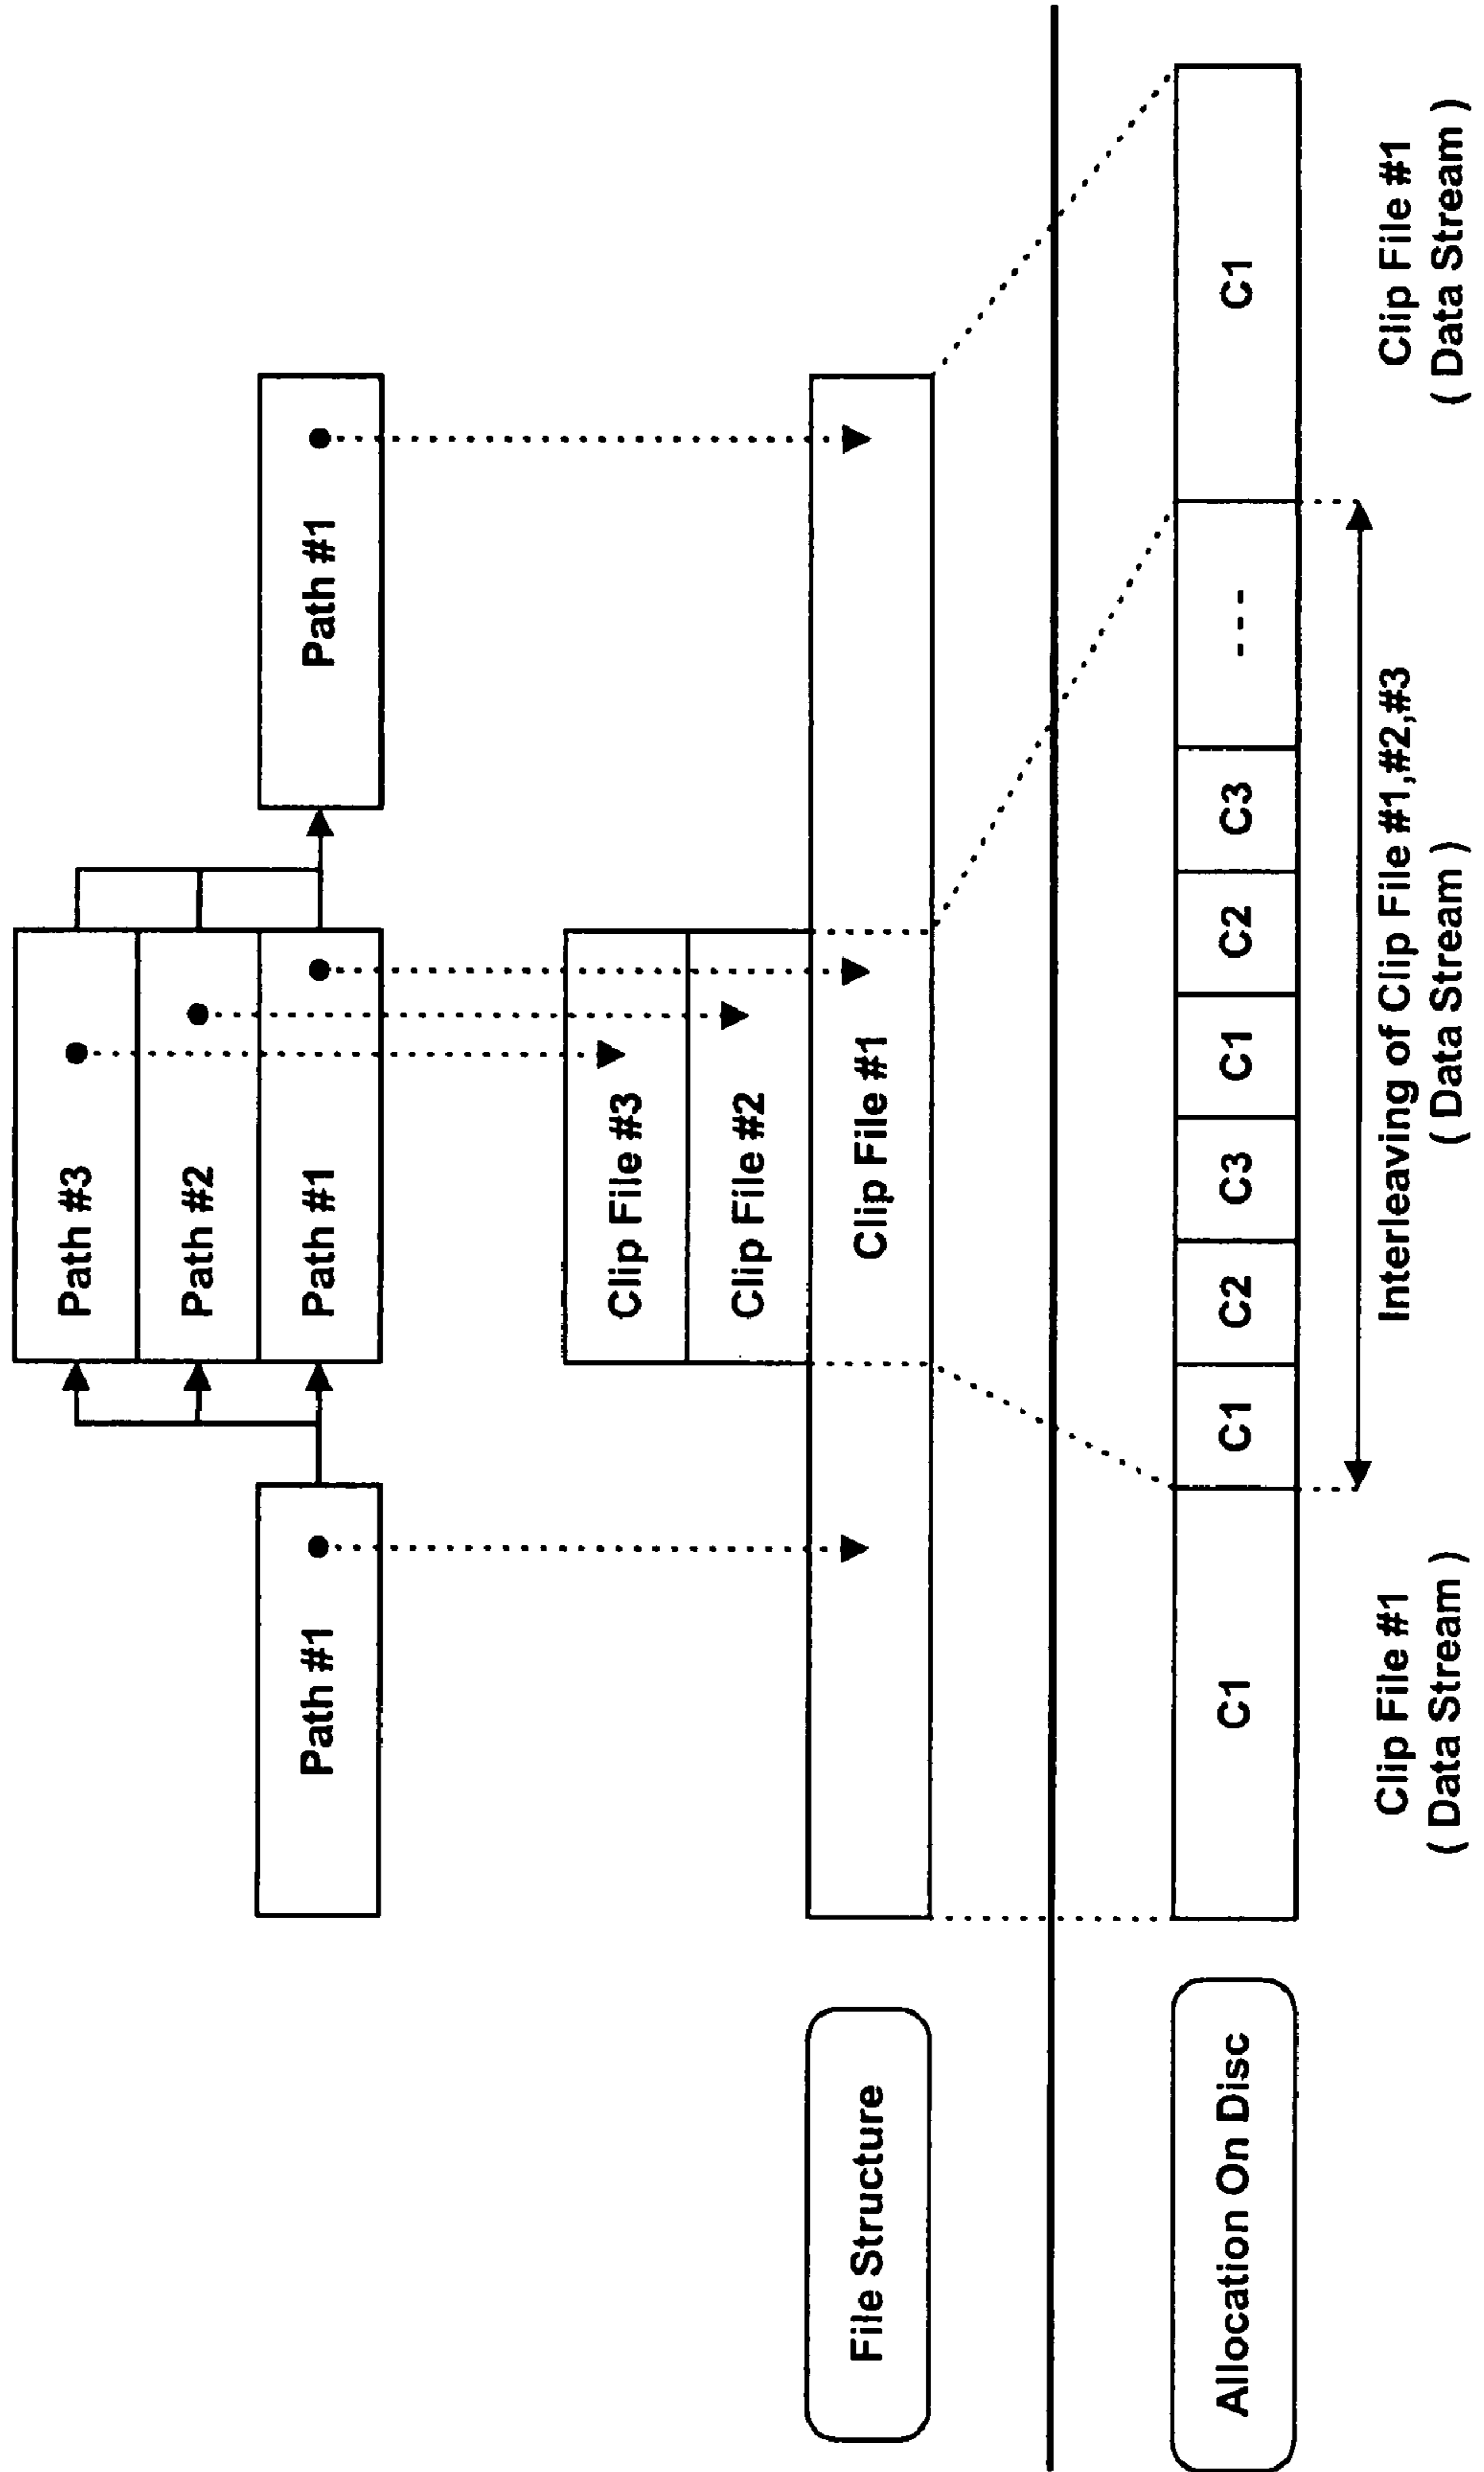 Path #3
Path #2
Path #1
Path #1
Path #1
Clip File #3
Clip File #2
File Structure
Clip File #1
Allocation On Disc
C1
C1
C2
C3
C1
C2
C3
---
C1
Clip File #1
( Data Stream )
Interleaving of Clip File #1,#2,#3
( Data Stream )
Clip File #1
( Data Stream )